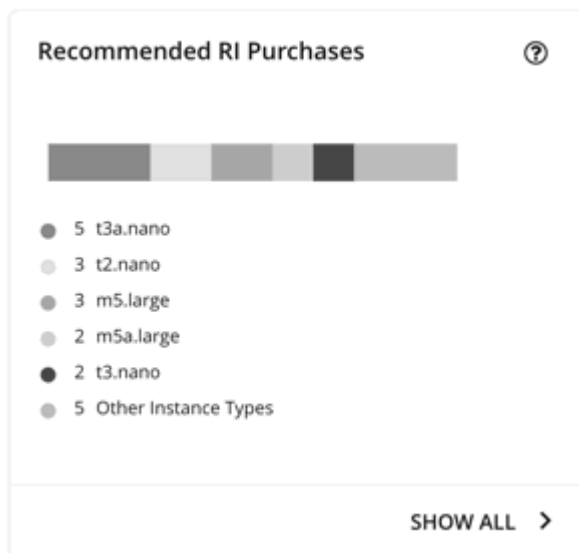 Recommended RI Purchases ?
5 t3a.nano
3 t2.nano
3 m5.large
2 m5a.large
2 t3.nano
5 Other Instance Types
SHOW ALL